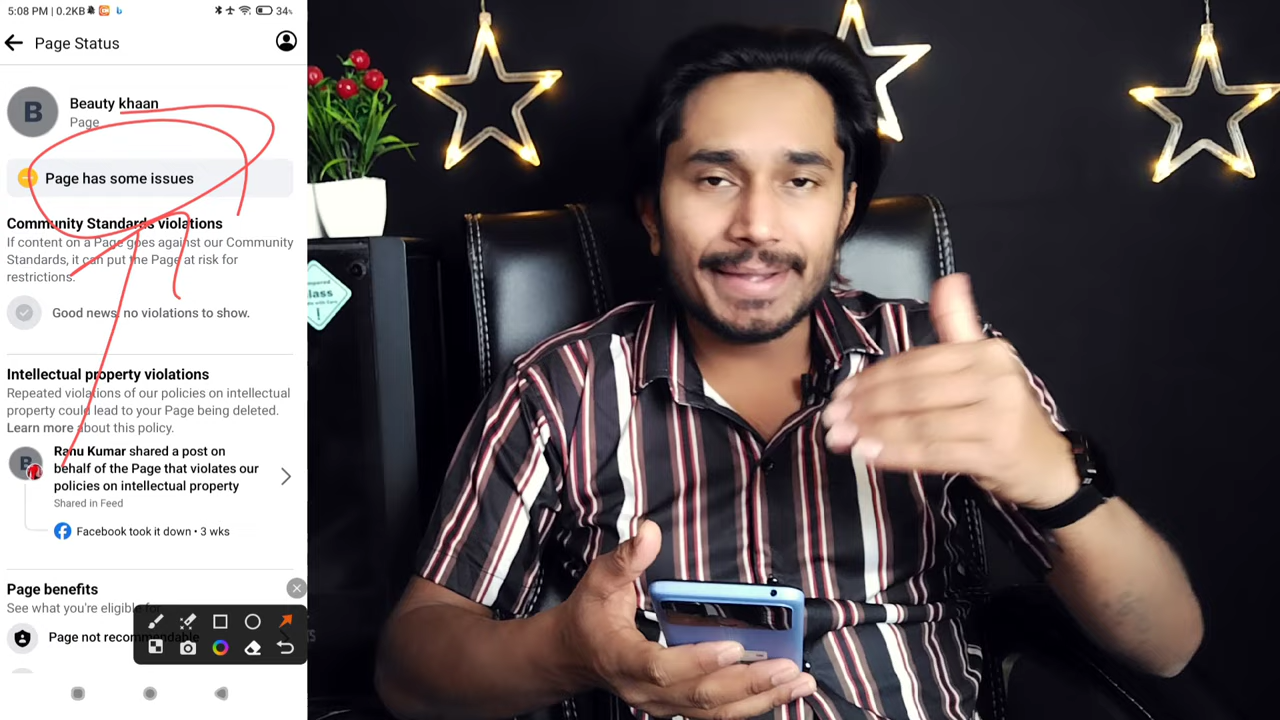 5:08 PM | 0.2KB
34%
Page Status
B
Beauty khaan
Page
Page has some issues
Community Standards violations
If content on a Page goes against our Community
Standards, it can put the Page at risk for
restrictions.
Good news, no violations to show.
Intellectual property violations
Repeated violations of our policies on intellectual
property could lead to your Page being deleted.
Learn more about this policy.
B
Ranu Kumar shared a post on
behalf of the Page that violates our
policies on intellectual property
Shared in Feed
Facebook took it down • 3 wks
Page benefits
See what you're eligible for
Page not recommendable